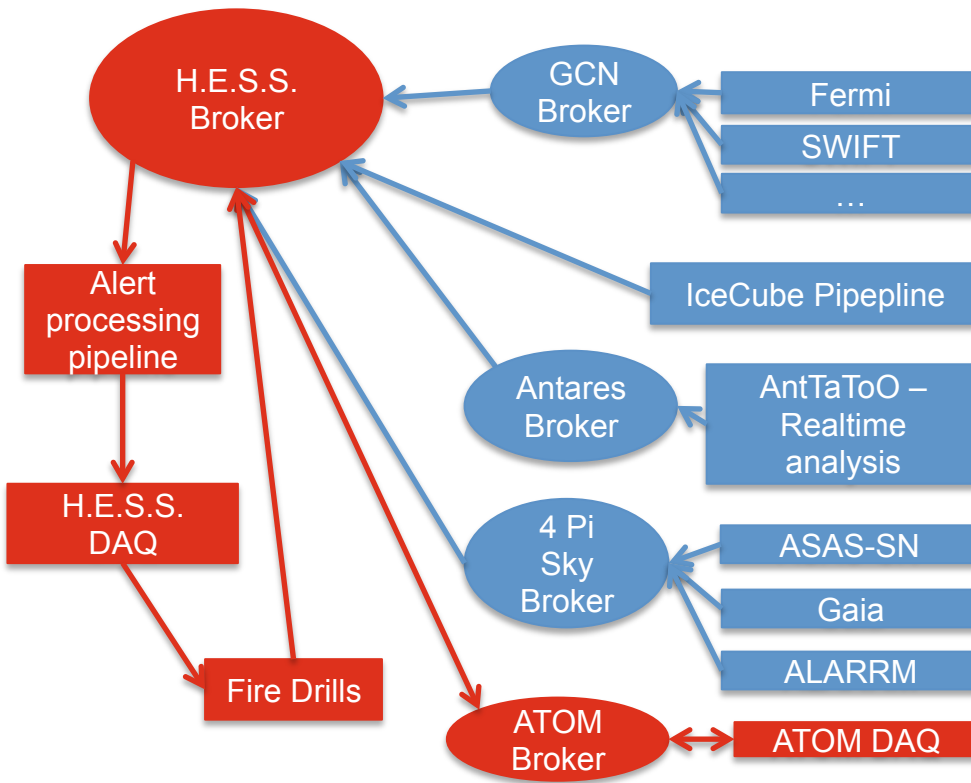 H.E.S.S.
Broker
GCN
Broker
Fermi
SWIFT
…
Alert
processing
pipeline
IceCube Pipepline
Antares
Broker
AntTaToO –
Realtime
analysis
H.E.S.S.
DAQ
4 Pi
Sky
Broker
ASAS-SN
Gaia
ALARRM
Fire Drills
ATOM
Broker
ATOM DAQ